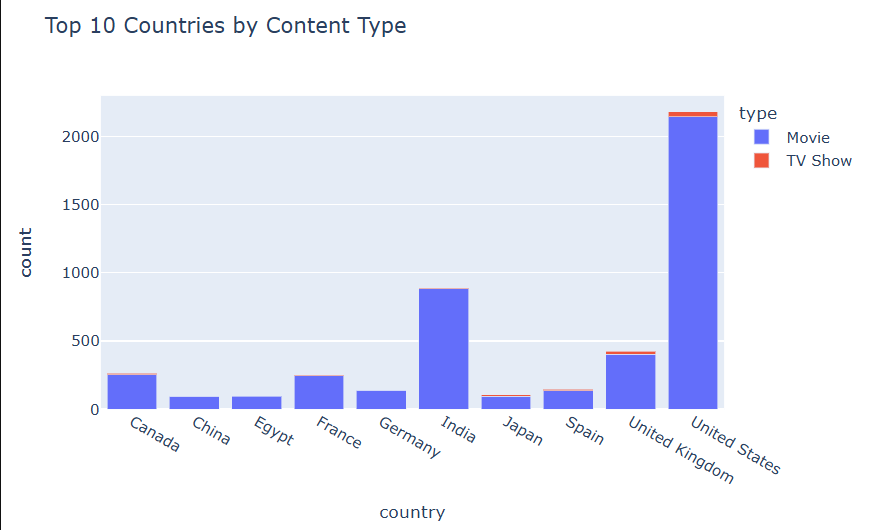 Top 10 Countries by Content Type
type
Movie
TV Show
count
2000
1500
1000
500
0
Canada
China
Egypt
France
Germany
India
Japan
Spain
United Kingdom
United States
country